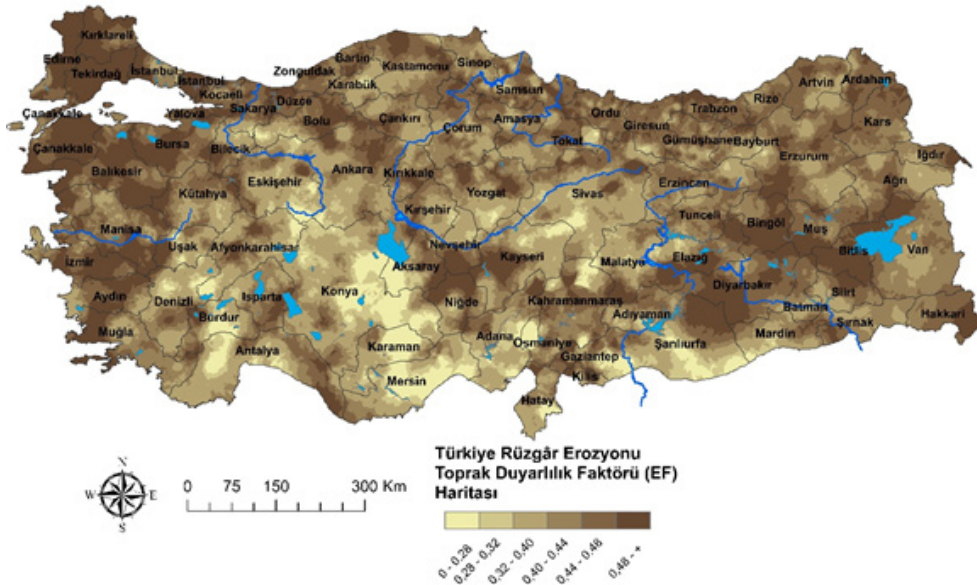 Kırklareli
Edirne
Tekirdağ
İstanbul
İstanbul
Kocaeli
Yalova
Sakarya
Düzce
Zonguldak
Bartın
Karabük
Kastamonu
Sinop
Samsun
Ordu
Giresun
Trabzon
Rize
Artvin
Ardahan
Kars
Çanakkale
Çanakkale
Bursa
Bilecik
Bolu
Çankırı
Çorum
Amasya
Tokat
Gümüşhane
Bayburt
Erzurum
Iğdır
Ağrı
Balıkesir
Kütahya
Eskişehir
Ankara
Kırıkkale
Yozgat
Sivas
Erzincan
Tunceli
Bingöl
Muş
Bitlis
Van
Manisa
Uşak
Afyonkarahisar
Kırşehir
Nevşehir
Kayseri
Malatya
Elazığ
Diyarbakır
İzmir
Aksaray
Siirt
Batman
Şırnak
Hakkari
Aydın
Denizli
Burdur
Isparta
Konya
Niğde
Kahramanmaraş
Adıyaman
Şanlıurfa
Mardin
Muğla
Antalya
Karaman
Mersin
Adana
Osmaniye
Gaziantep
Kilis
Hatay
Türkiye Rüzgâr Erozyonu
Toprak Duyarlılık Faktörü (EF)
Haritası
N
W E
S
0 75 150 300 Km
0 - 0,28
0,28 - 0,32
0,32 - 0,40
0,40 - 0,44
0,44 - 0,48
0,48 - +